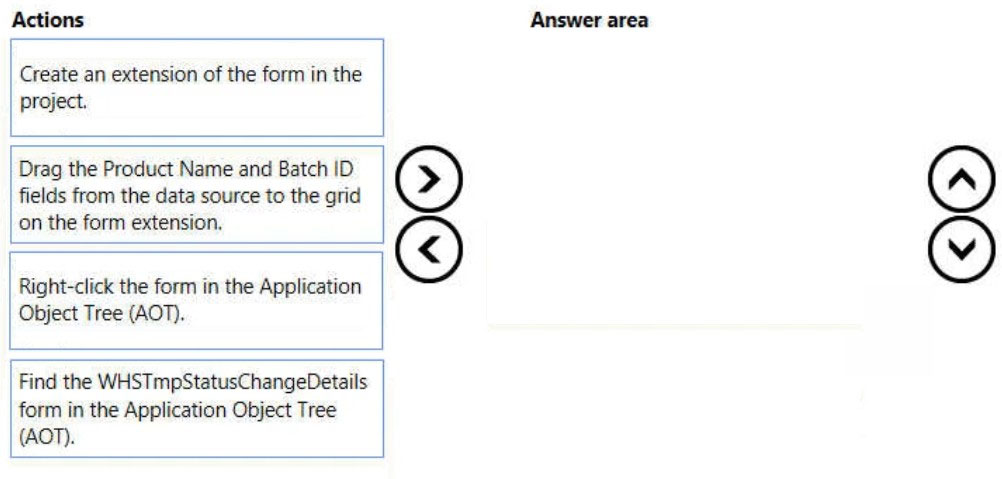 Actions
Answer area
Create an extension of the form in the
project.
Drag the Product Name and Batch ID
fields from the data source to the grid
on the form extension.
Right-click the form in the Application
Object Tree (AOT).
Find the WHSTmpStatusChangeDetails
form in the Application Object Tree
(AOT).